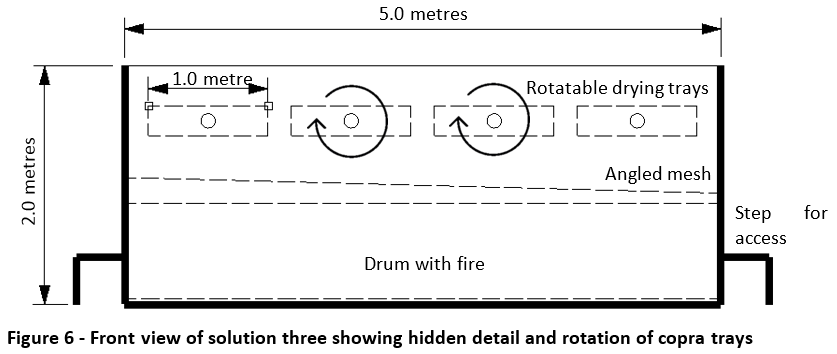 5.0 metres
1.0 metre
Rotatable drying trays
2.0 metres
Angled mesh
Step for
access
Drum with fire
Figure 6 - Front view of solution three showing hidden detail and rotation of copra trays